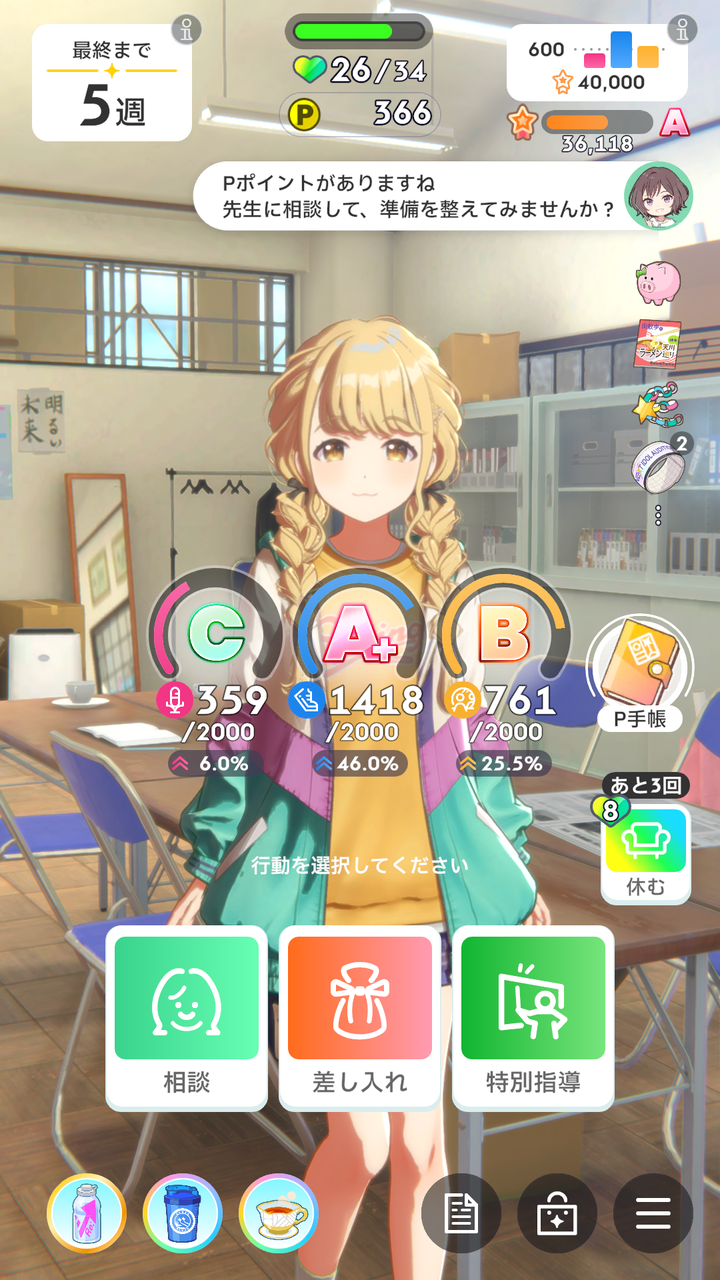 最終まで
5週
26/34
P 366
600
40,000
A
36,118
Pポイントがありますね
先生に相談して、準備を整えてみませんか？
明るい
未来
2
C
A+
B
359
/2000
6.0%
1418
/2000
46.0%
761
/2000
25.5%
P手帳
あと3回
8
休む
行動を選択してください
相談
差し入れ
特別指導